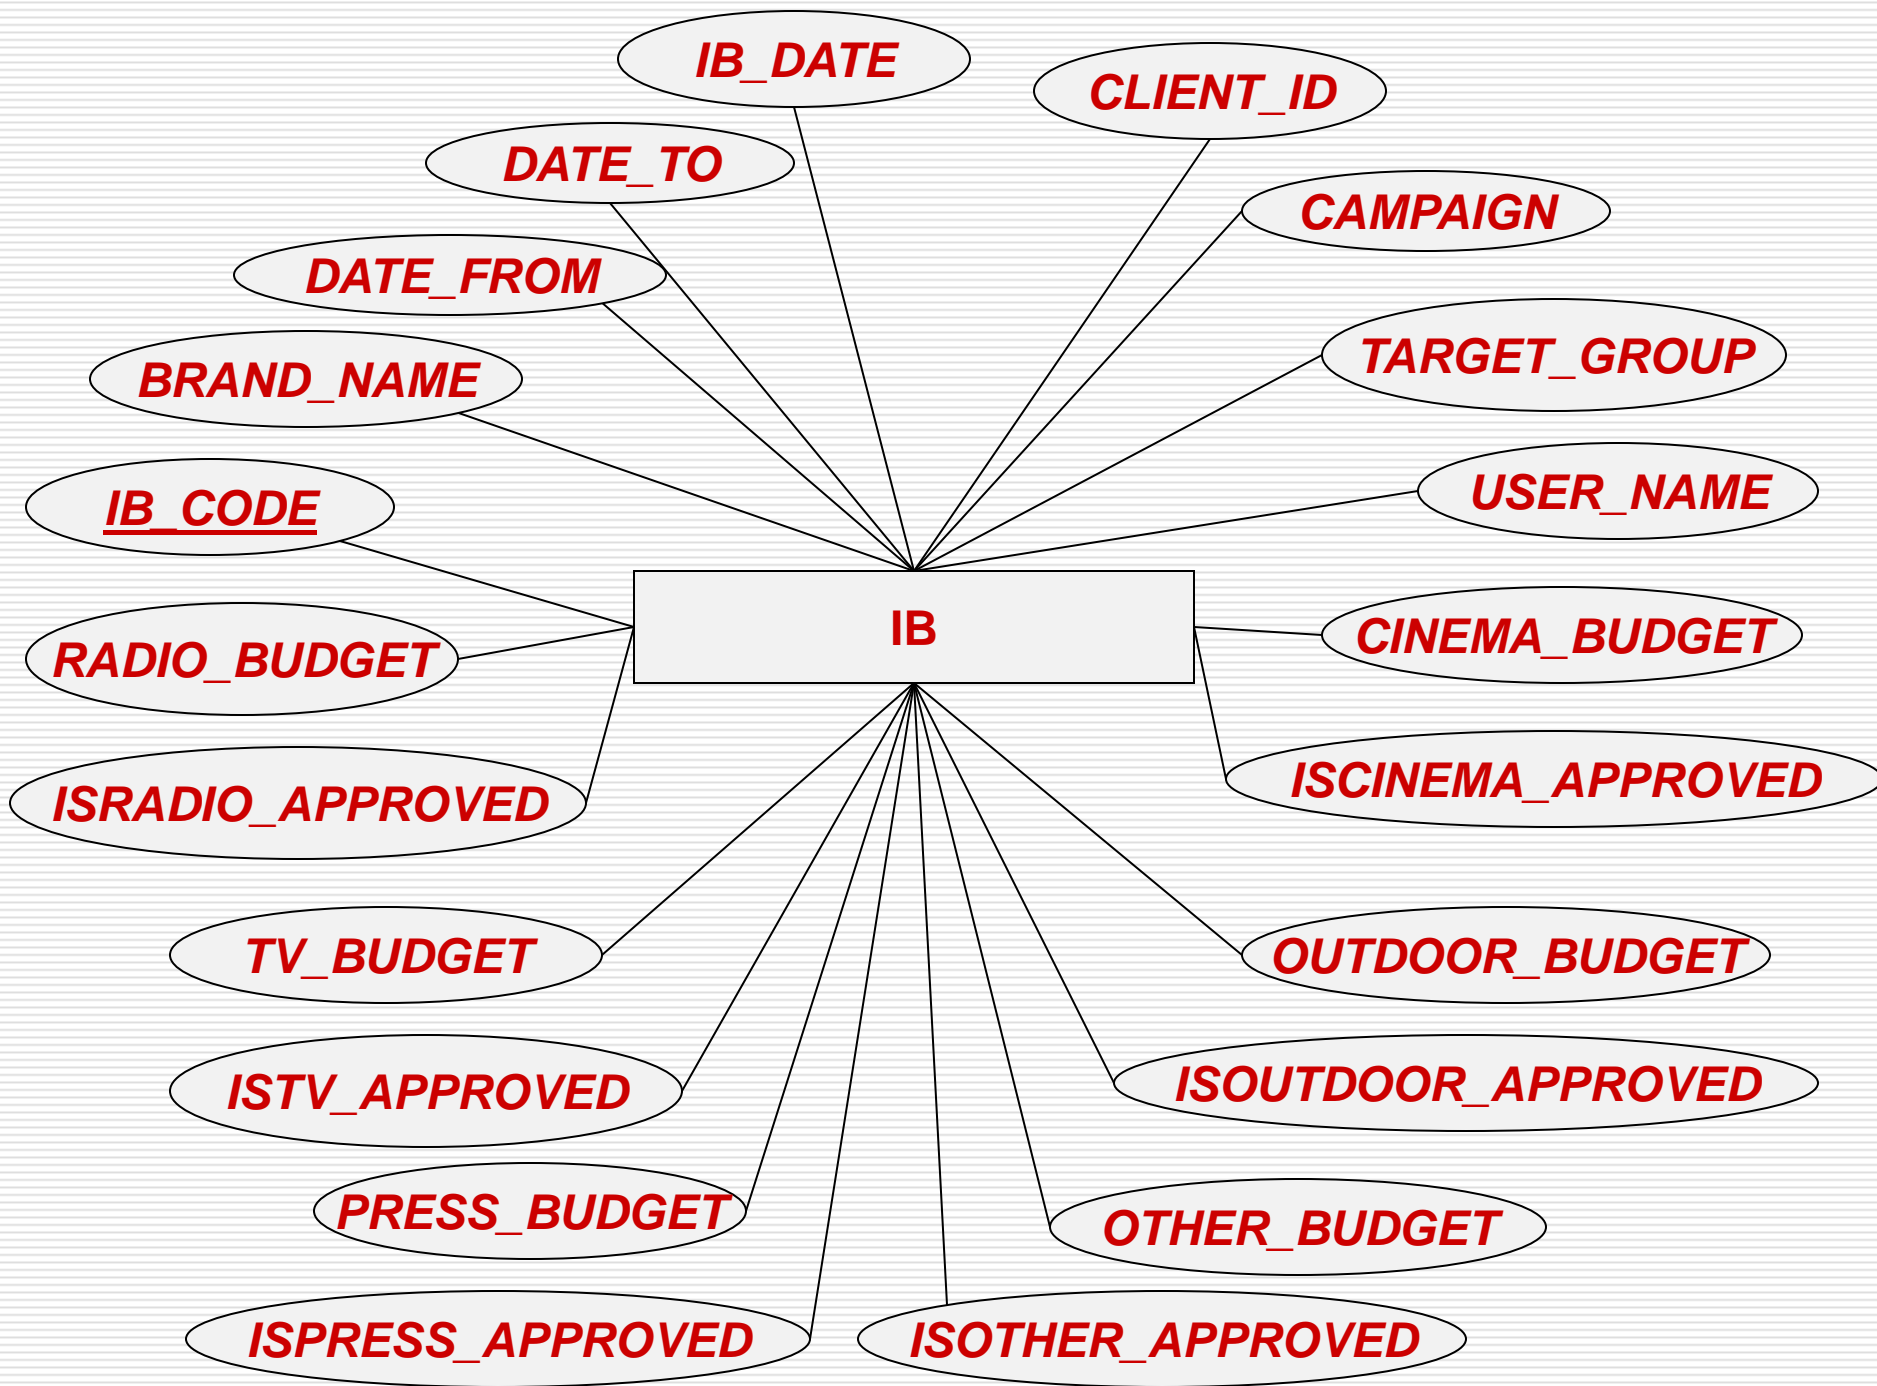 IB_DATE
CLIENT_ID
DATE_TO
CAMPAIGN
DATE_FROM
TARGET_GROUP
BRAND_NAME
USER_NAME
IB_CODE
IB
CINEMA_BUDGET
RADIO_BUDGET
ISCINEMA_APPROVED
ISRADIO_APPROVED
TV_BUDGET
OUTDOOR_BUDGET
ISTV_APPROVED
ISOUTDOOR_APPROVED
PRESS_BUDGET
OTHER_BUDGET
ISPRESS_APPROVED
ISOTHER_APPROVED